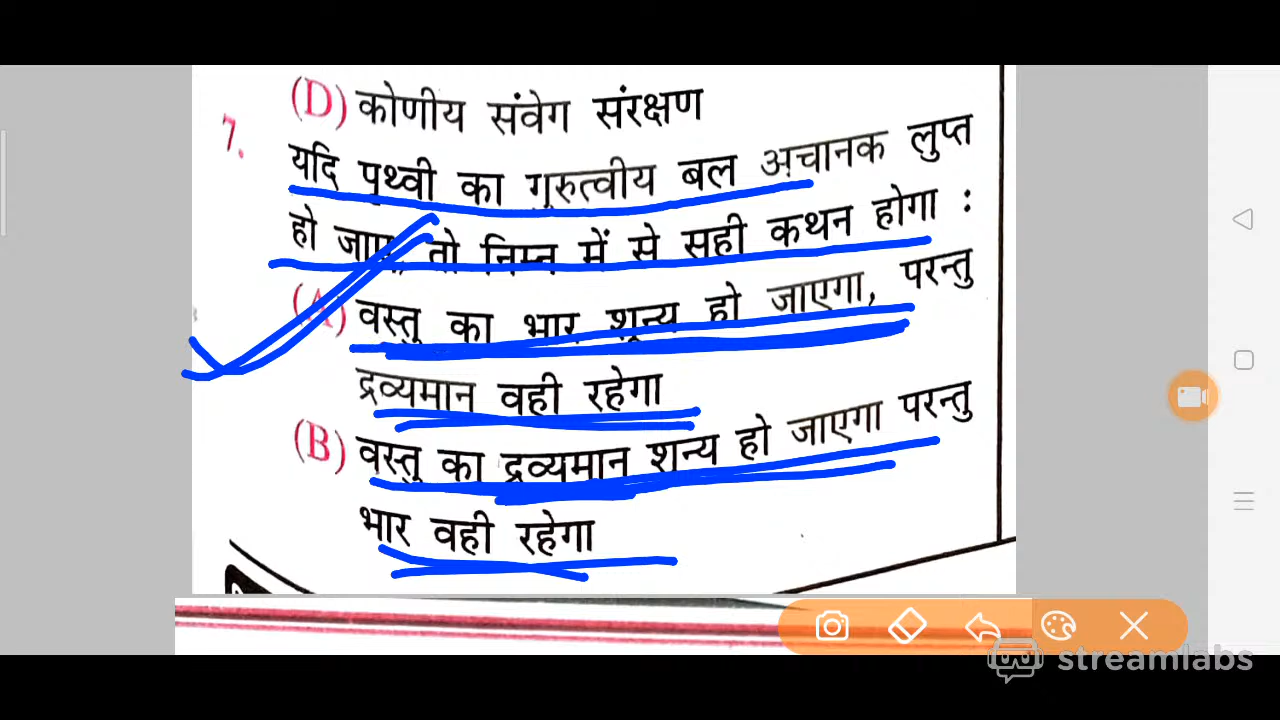 (D) कोणीय संवेग संरक्षण
7. यदि पृथ्वी का गुरुत्वीय बल अचानक लुप्त
हो जाए, तो निम्न में से सही कथन होगा :
(A) वस्तु का भार शून्य हो जाएगा, परन्तु
द्रव्यमान वही रहेगा
(B) वस्तु का द्रव्यमान शून्य हो जाएगा परन्तु
भार वही रहेगा
streamlabs